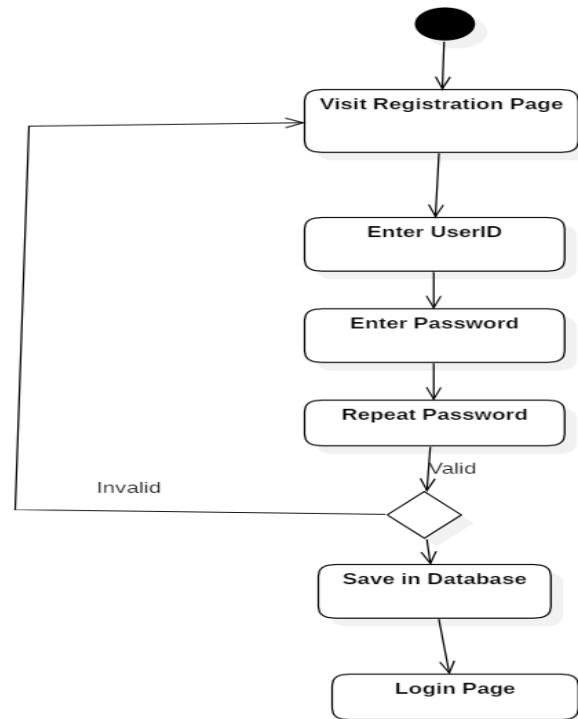 Visit Registration Page
Enter UserID
Enter Password
Repeat Password
Valid
Invalid
Save in Database
Login Page